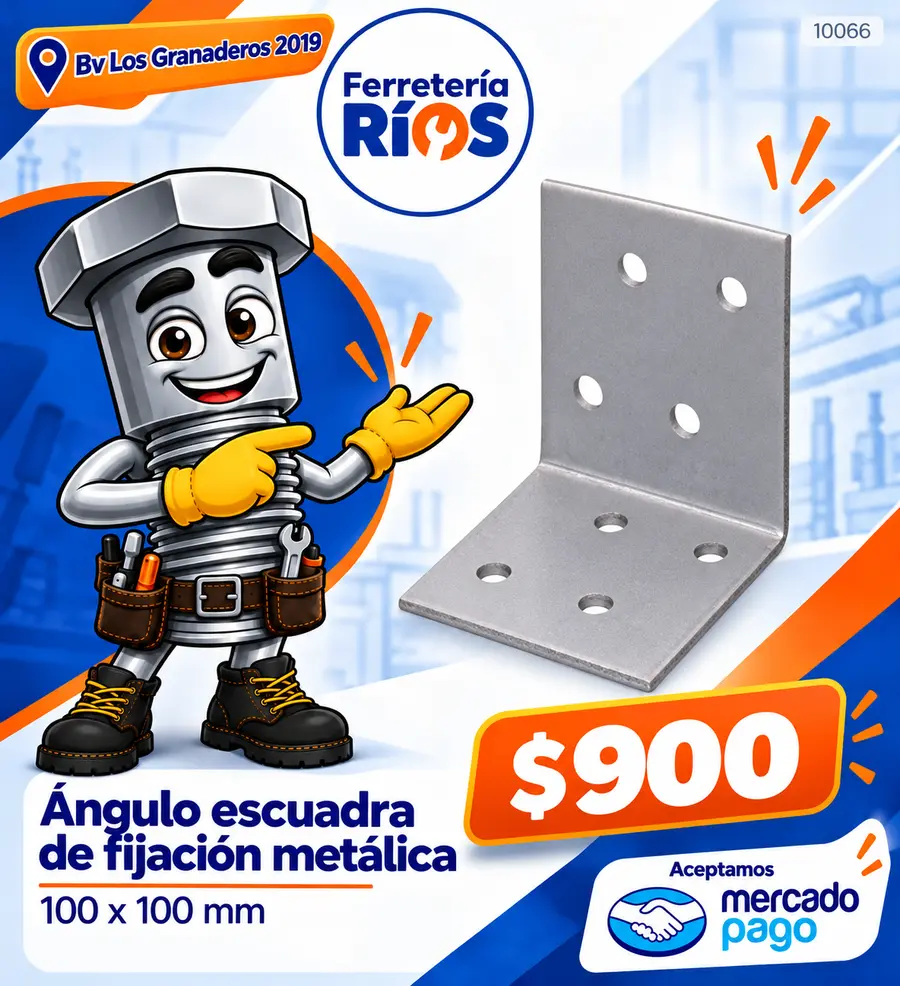 Bv Los Granaderos 2019
Ferretería
RÍOS
10066
$900
Ángulo escuadra
de fijación metálica
100 x 100 mm
Aceptamos
mercado
pago